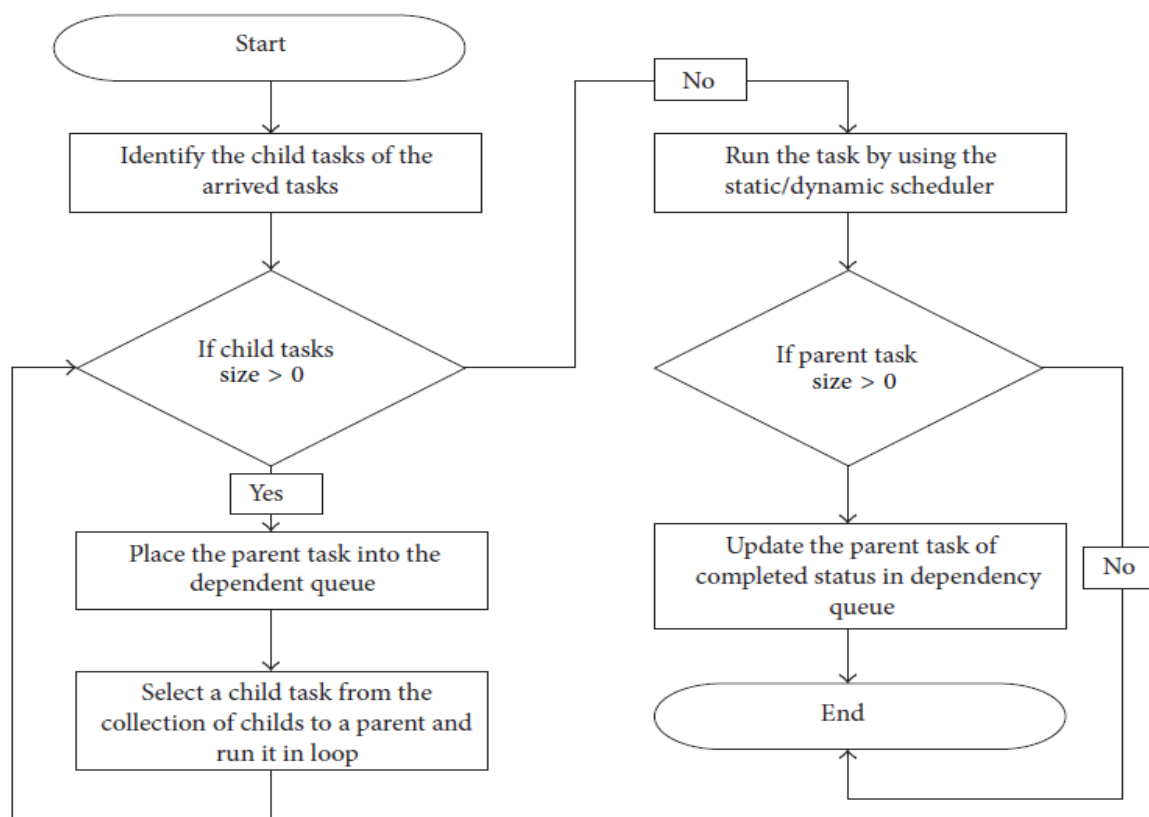 Start
Identify the child tasks of the
arrived tasks
If child tasks
size > 0
Yes
Place the parent task into the
dependent queue
Select a child task from the
collection of childs to a parent and
run it in loop
No
Run the task by using the
static/dynamic scheduler
If parent task
size > 0
Update the parent task of
completed status in dependency
queue
No
End